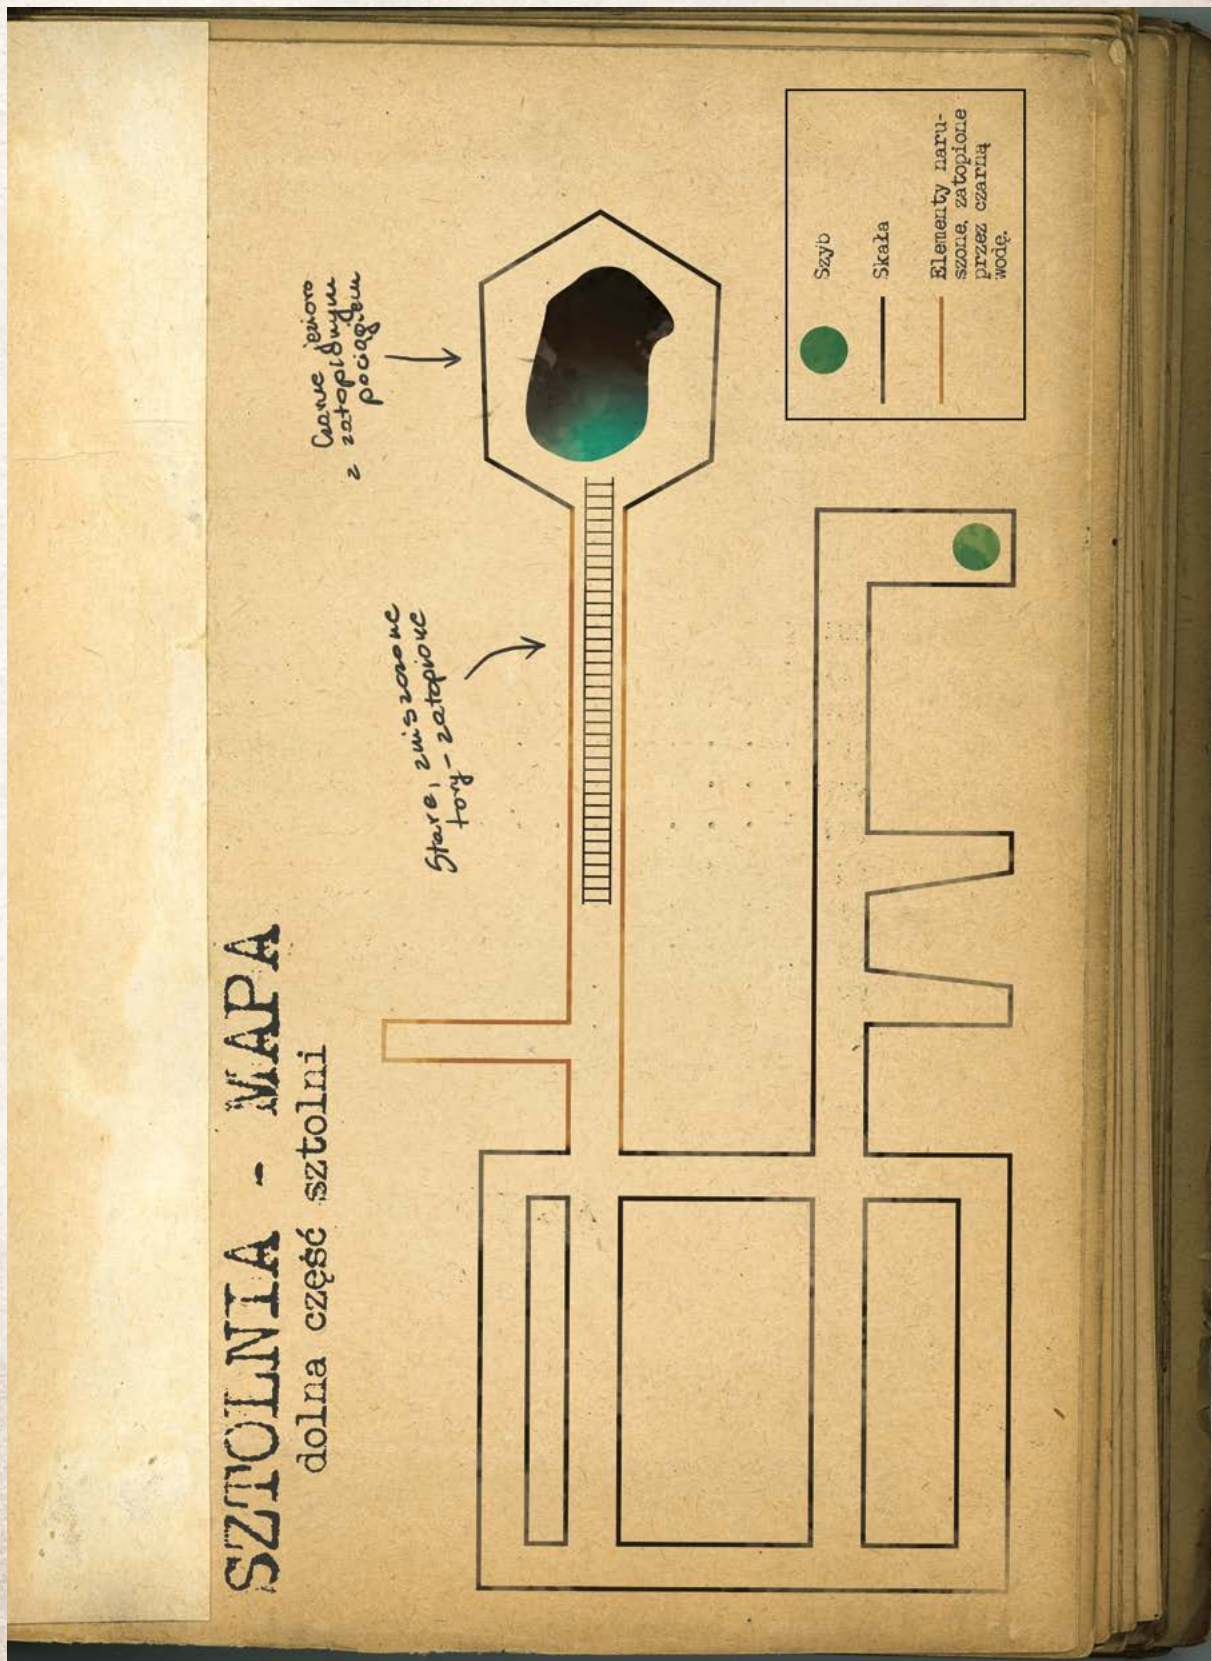 SZTOLNIA - MAPA
dolna część sztolni
Stare, zniszczone
tory - zatopione
Czarne jezioro
z zatopionym
pociągiem
Szyb
Skała
Elementy naru-
szone, zatopione
przez czarną
wodę.